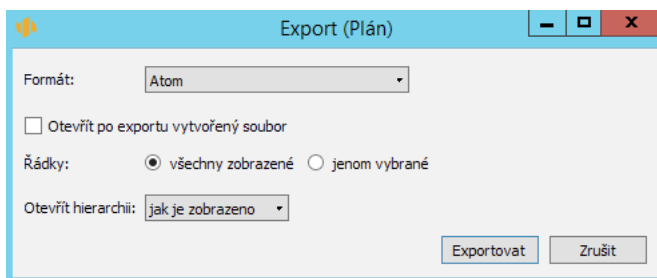 Export (Plán)
Formát: Atom
Otevřít po exportu vytvořený soubor
Řádky: všechny zobrazené jenom vybrané
Otevřít hierarchii: jak je zobrazeno
Exportovat Zrušit